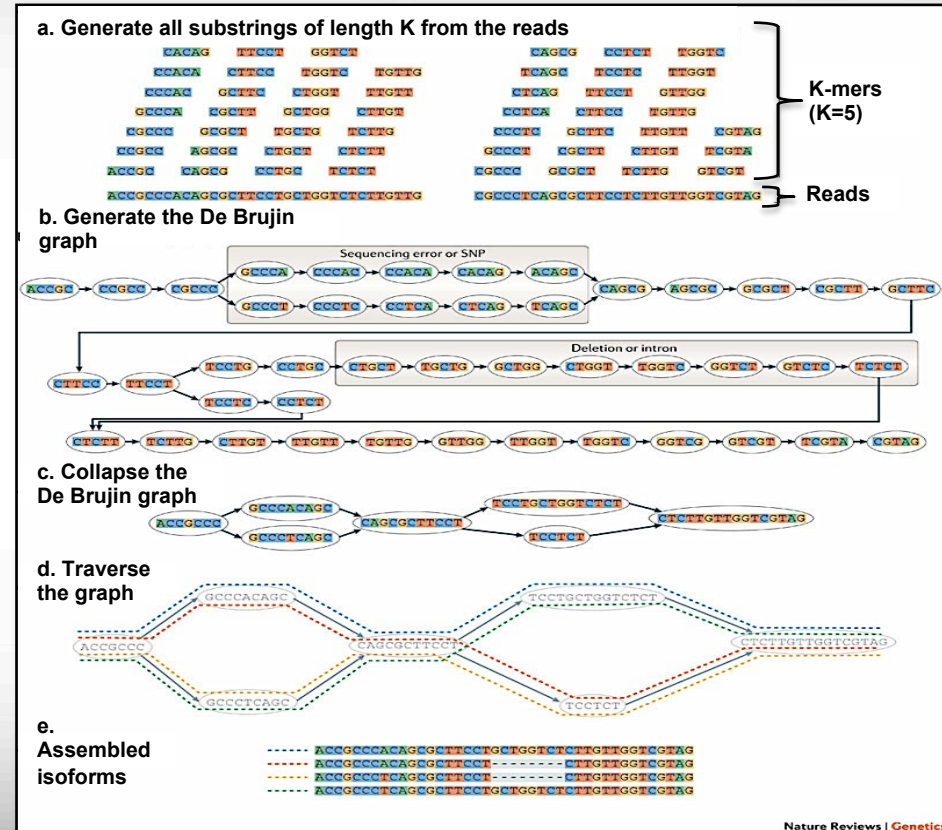 a. Generate all substrings of length K from the reads
CACAG TTCCT GGTCT CAGCG CCTCT TGGTC
CCACA CTTCC TGGTC TGTTG TCAGC TCCTC TTGGT
CCCAC GCTTC CTGGT TTGTT CTCAG TTCCT GTTGG
GCCCA CGCTT GCTGG CTTGT CCTCA CTTCC TGTTG
CGCCC GCGCT TGCTG TCTTG CCCTC GCTTC TTGTT CGTAG
CCGCC AGCGC CTGCT CTCTT GCCCT CGCTT CTTGT TCGTA
ACCGC CAGCG CCTGC TCTCT CGCCC GCGCT TCTTG GTCGT
K-mers
(K=5)
ACCGCCCACAGCGCTTCCTGCTGGTCTCTTGTTG CGCCCTCAGCGCTTCCTCTTGTTGGTCGTAG
Reads
b. Generate the De Brujin
graph
Sequencing error or SNP
GCCCA CCCAC CCACA CACAG ACAGC
ACCGC CCGCC CGCCC CAGCG AGCGC GCGCT CGCTT GCTTC
GCCCT CCCTC CCTCA CTCAG TCAGC
Deletion or intron
TCCTG CCTGC CTGCT TGCTG GCTGG CTGGT TGGTC GGTCT GTCTC TCTCT
CTTCC TTCCT
TCCTC CCTCT
CTCTT TCTTG CTTGT TTGTT TGTTG GTTGG TTGGT TGGTC GGTCG GTCGT TCGTA CGTAG
c. Collapse the
De Brujin graph
GCCCACAGC TCCTGCTGGTCTCT
ACCGCCC CAGCGCTTCCT CTCTTGTTGGTCGTAG
GCCCTCAGC TCCTCT
d. Traverse
the graph
GCCCACAGC TCCTGCTGGTCTCT
ACCGCCC CAGCGCTTCCT CTCTTGTTGGTCGTAG
GCCCTCAGC TCCTCT
e.
Assembled
isoforms
ACCGCCCACAGCGCTTCCTGCTGGTCTCTTGTTGGTCGTAG
ACCGCCCACAGCGCTTCCT--------CTTGTTGGTCGTAG
ACCGCCCTCAGCGCTTCCT--------CTTGTTGGTCGTAG
ACCGCCCTCAGCGCTTCCTGCTGGTCTCTTGTTGGTCGTAG
Nature Reviews | Genetics